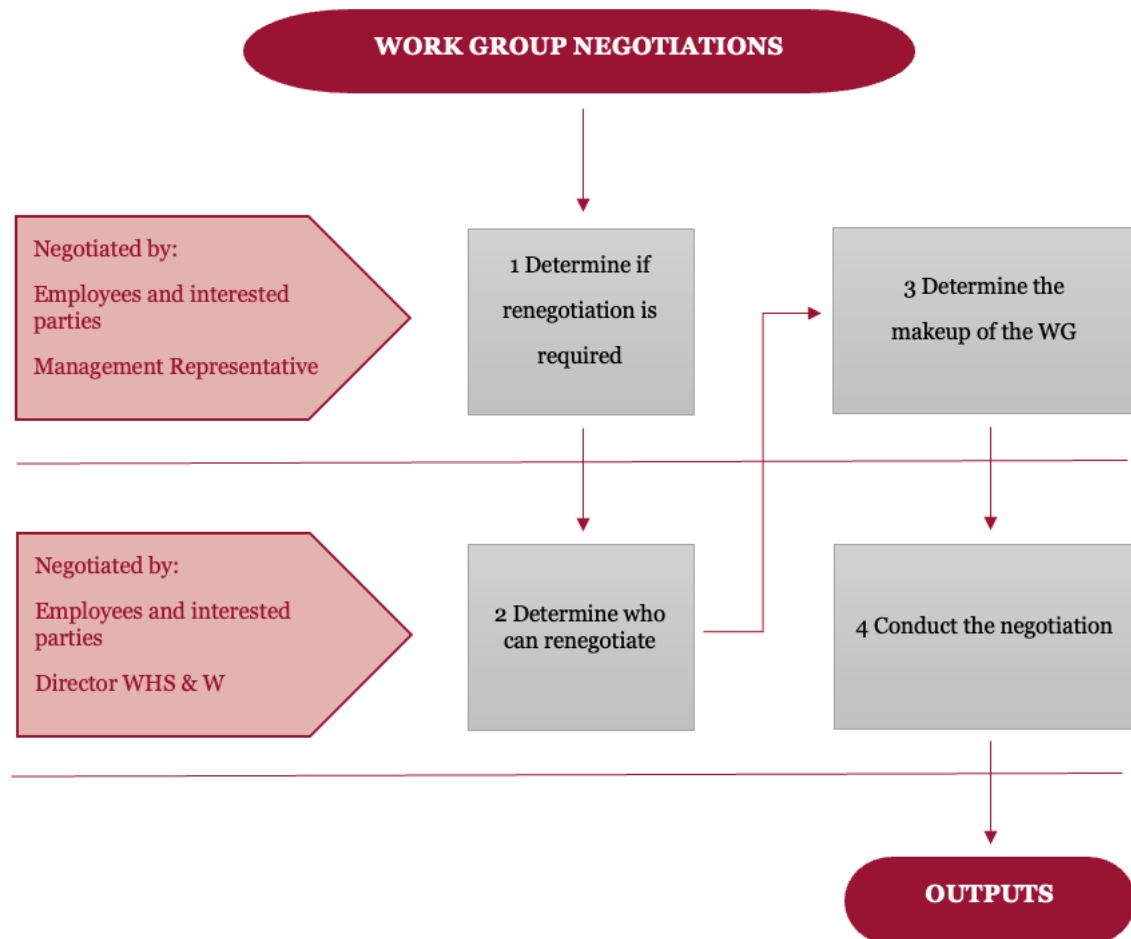 WORK GROUP NEGOTIATIONS
Negotiated by:
Employees and interested
parties
Management Representative
1 Determine if
renegotiation is
required
3 Determine the
makeup of the WG
Negotiated by:
Employees and interested
parties
Director WHS & W
2 Determine who
can renegotiate
4 Conduct the negotiation
OUTPUTS